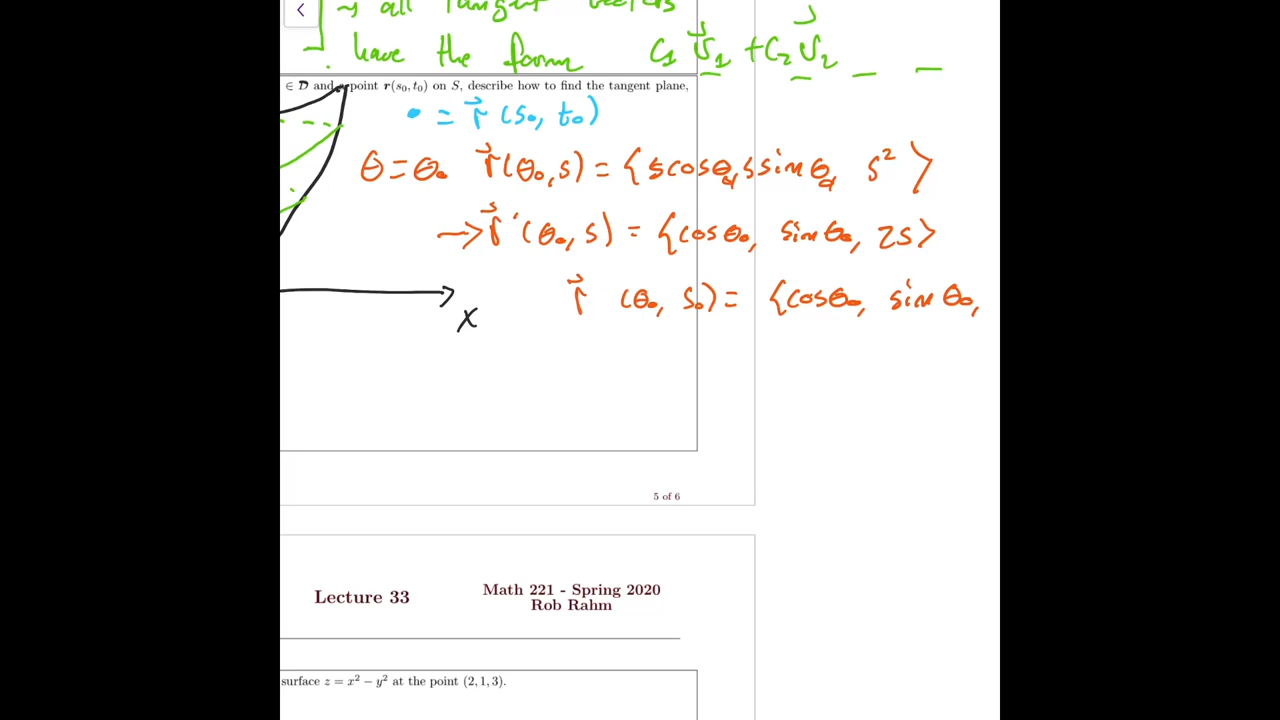 → all tangent vectors
have the form C₁ v⃗₁ + C₂ v⃗₂
∈ D and a point r(s₀, t₀) on S, describe how to find the tangent plane,
• = r⃗ (s₀, t₀)
θ = θ₀ r⃗(θ₀, s) = ⟨s cos θ₀, s sin θ₀, s² ⟩
→ r⃗ ' (θ₀, s) = ⟨cos θ₀, sin θ₀, 2s⟩
r⃗ (θ₀, s₀) = ⟨cos θ₀, sin θ₀,
x
5 of 6
Lecture 33
Math 221 - Spring 2020
Rob Rahm
surface z = x² − y² at the point (2, 1, 3).